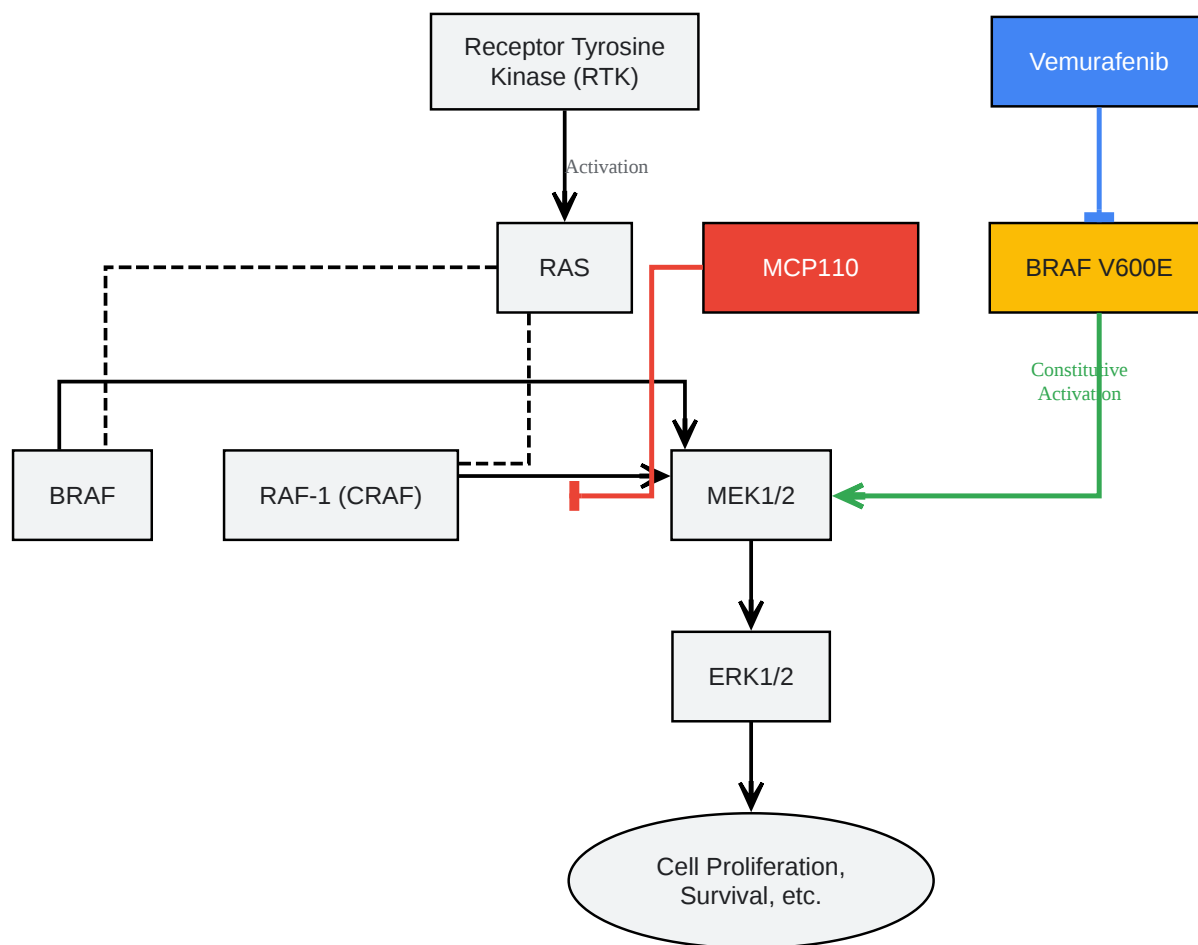 Receptor Tyrosine
Kinase (RTK)
Vemurafenib
Activation
RAS
MCP110
BRAF V600E
Constitutive
Activation
BRAF
RAF-1 (CRAF)
MEK1/2
ERK1/2
Cell Proliferation,
Survival, etc.